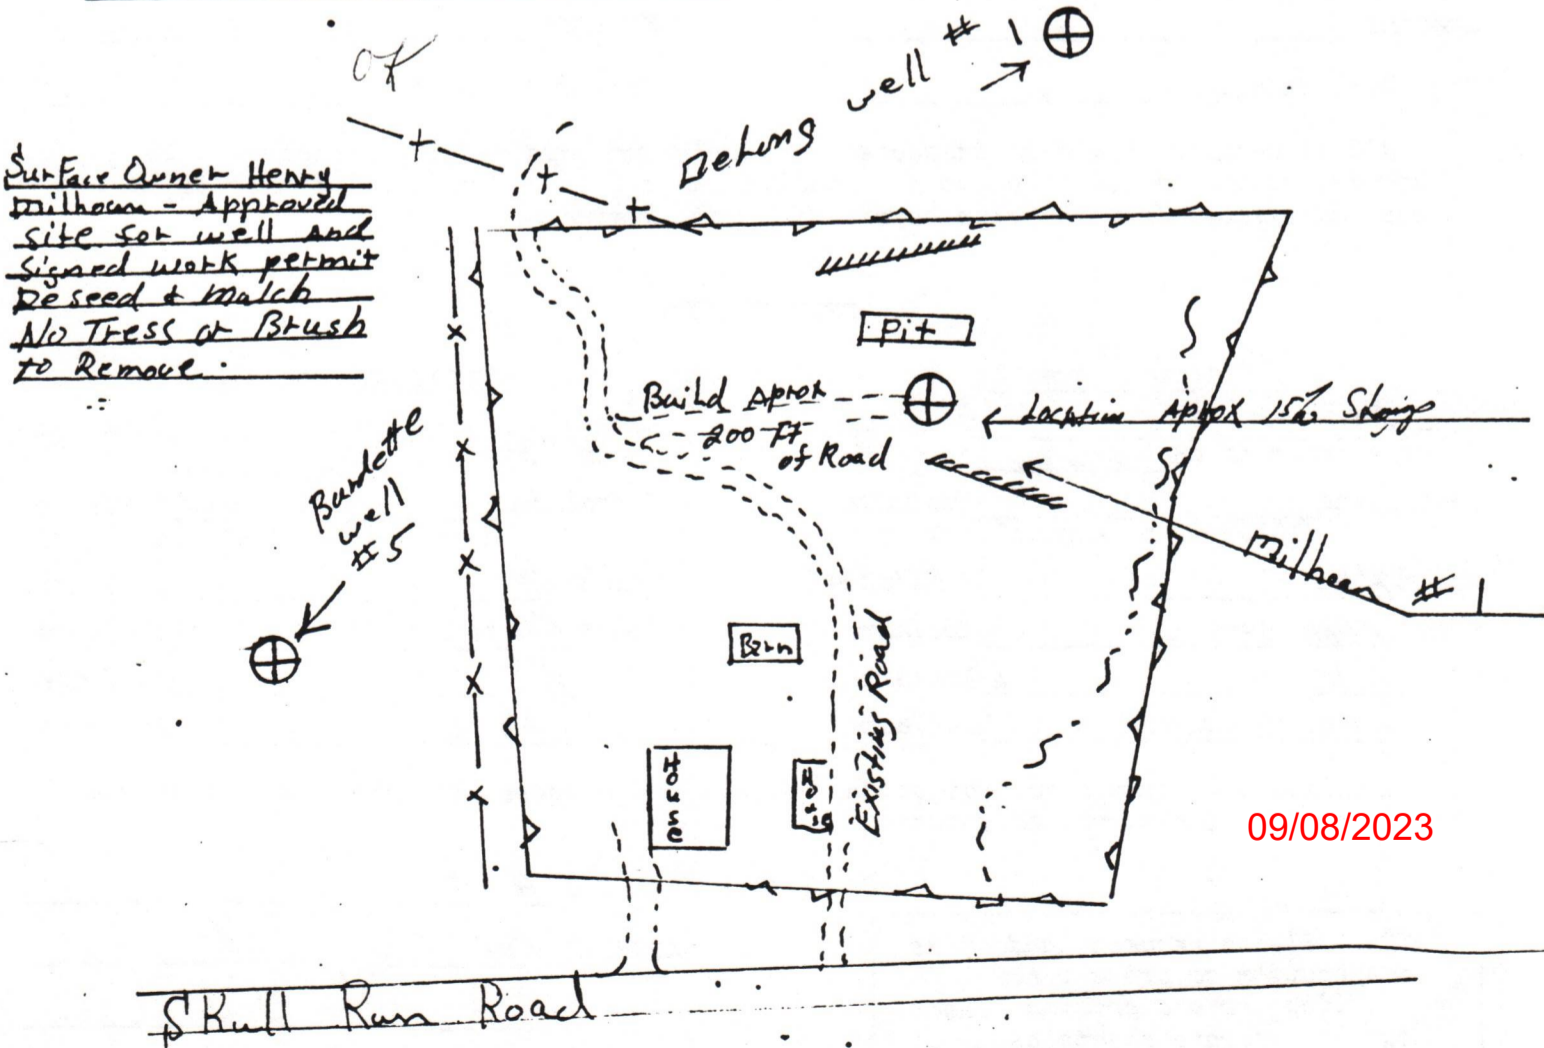 OK
Surface Owner Henry
Milhoan - Approved
site for well and
signed work permit
Reseed & Mulch
No Tress or Brush
to Remove.
DeLong well # 1
Pit
Build Aprox
200 FT
of Road
Location Aprox 15%
Burdette
well
#5
Milhoan # 1
Barn
House
House
Existing Road
09/08/2023
Skull Run Road